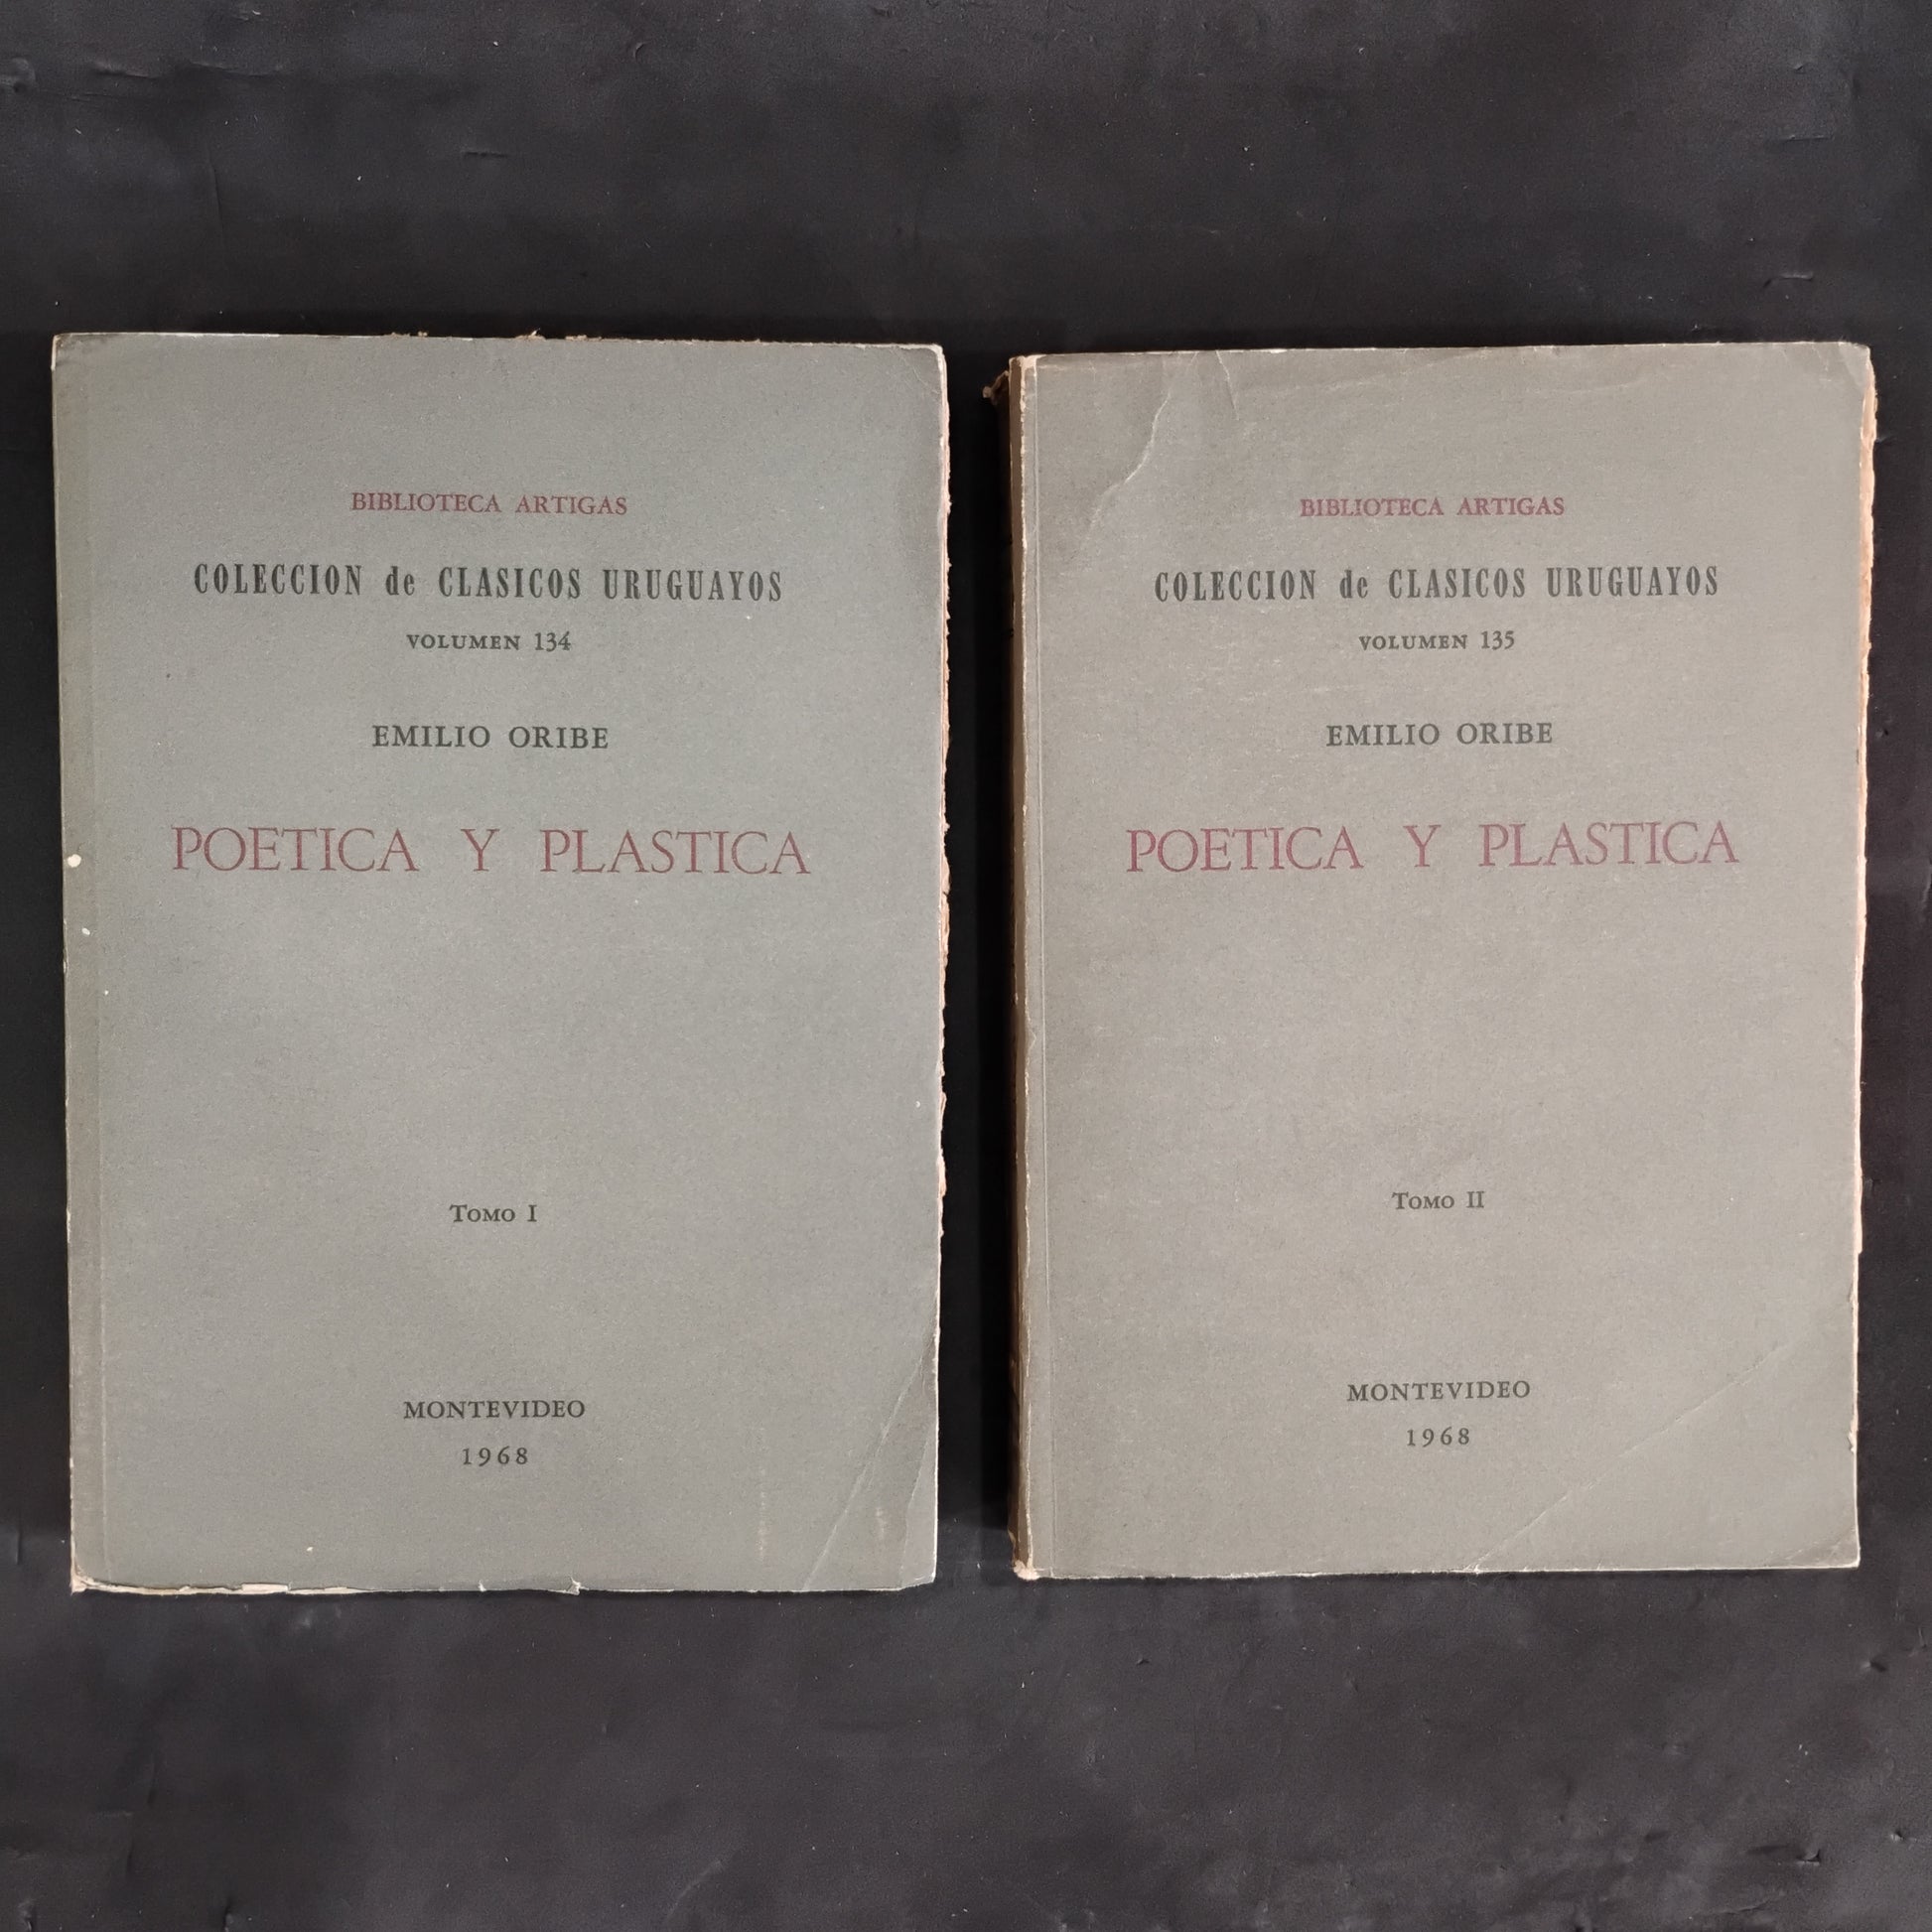 BIBLIOTECA ARTIGAS
COLECCION de CLASICOS URUGUAYOS
VOLUMEN 134
EMILIO ORIBE
POETICA Y PLASTICA
TOMO I
MONTEVIDEO
1968
BIBLIOTECA ARTIGAS
COLECCION de CLASICOS URUGUAYOS
VOLUMEN 135
EMILIO ORIBE
POETICA Y PLASTICA
TOMO II
MONTEVIDEO
1968